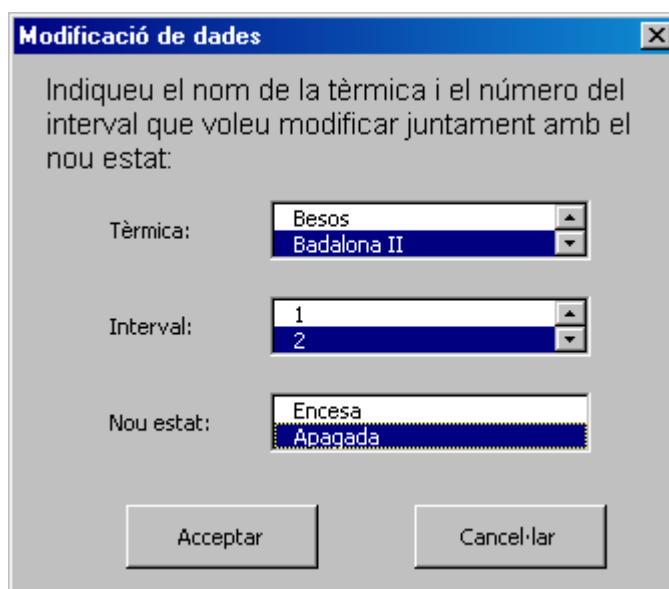 Modificació de dades
Indiqueu el nom de la tèrmica i el número del
interval que voleu modificar juntament amb el
nou estat:
Tèrmica:
Besos
Badalona II
Interval:
1
2
Nou estat:
Encesa
Apagada
Acceptar
Cancel·lar